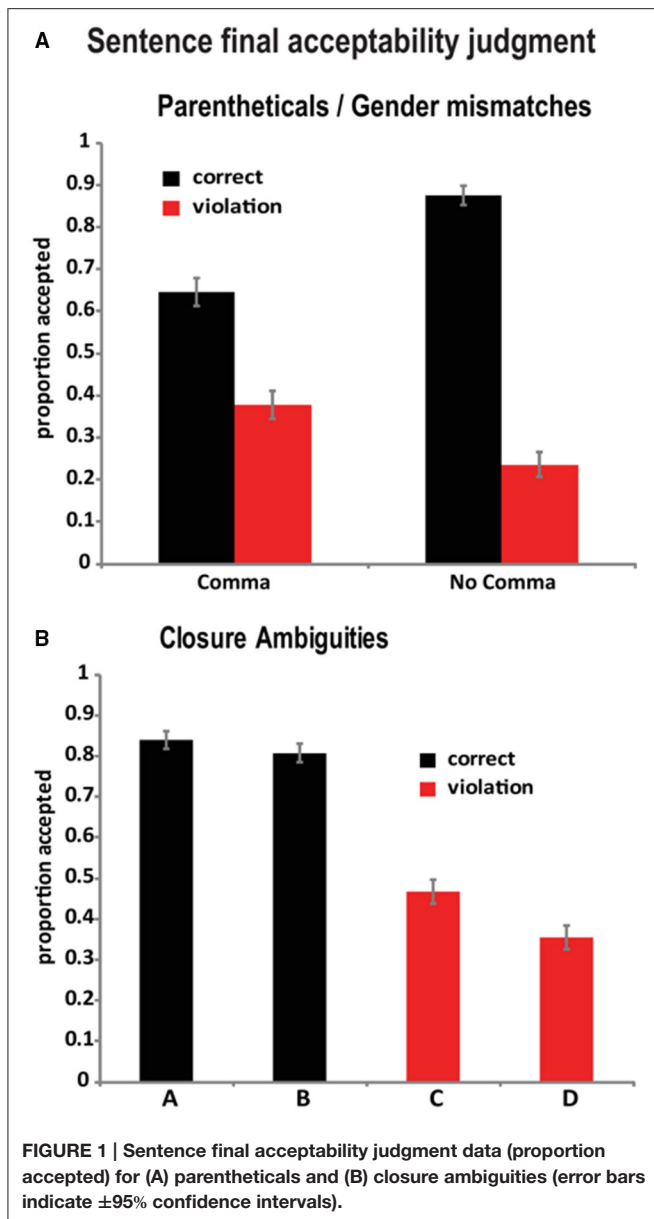 A Sentence final acceptability judgment
Parentheticals / Gender mismatches
1
0.9
0.8
0.7
0.6
0.5
0.4
0.3
0.2
0.1
0
proportion accepted
correct
violation
Comma No Comma
B Closure Ambiguities
1
0.9
0.8
0.7
0.6
0.5
0.4
0.3
0.2
0.1
0
proportion accepted
correct
violation
A B C D
FIGURE 1 | Sentence final acceptability judgment data (proportion
accepted) for (A) parentheticals and (B) closure ambiguities (error bars
indicate ±95% confidence intervals).